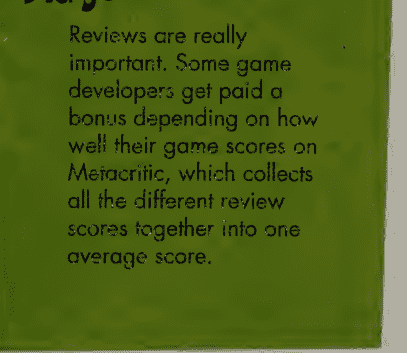 Reviews are really
important. Some game
developers get paid a
bonus depending on how
well their game scores on
Metacritic, which collects
all the different review
scores together into one
average score.